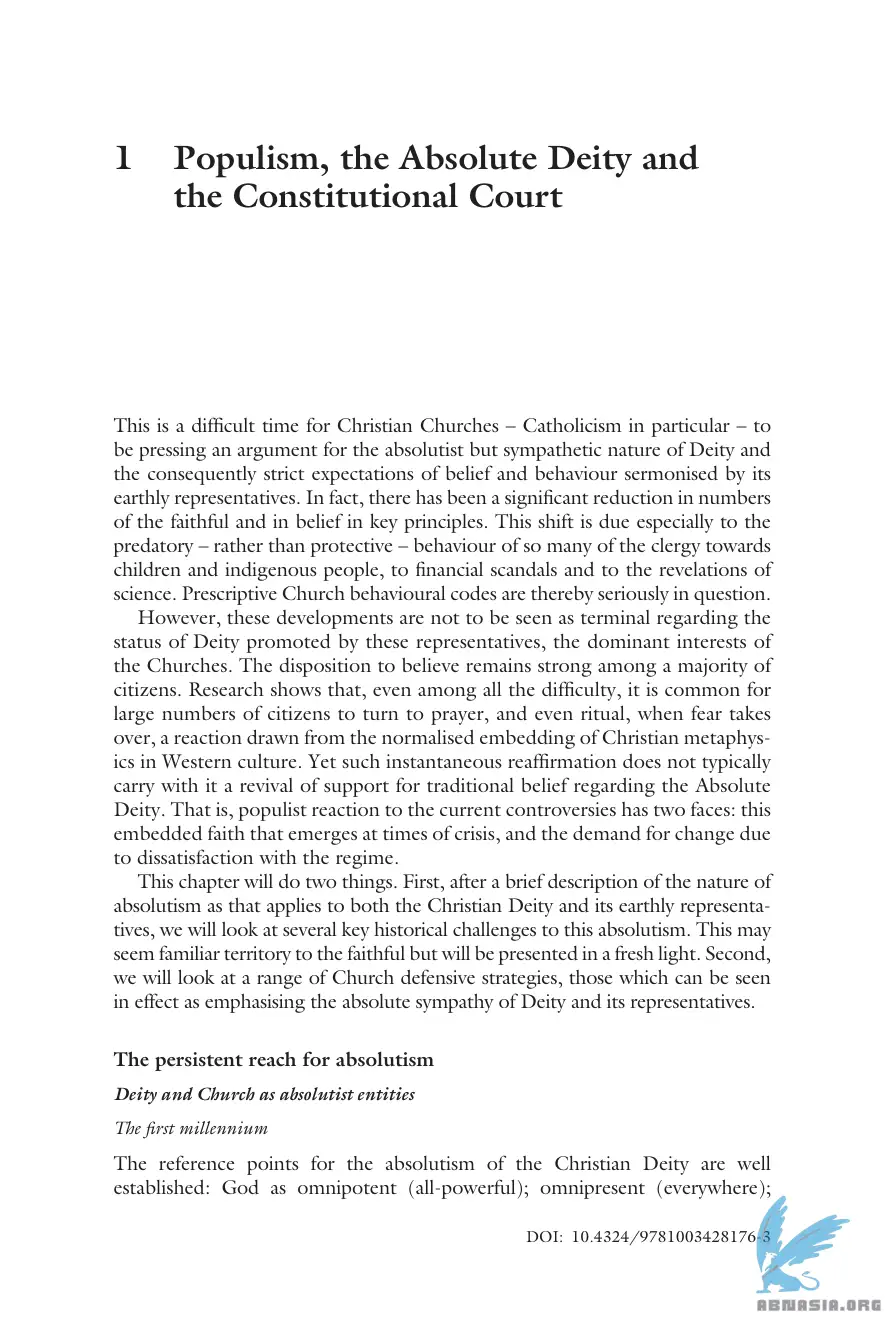 1 Populism, the Absolute Deity and
the Constitutional Court
This is a difficult time for Christian Churches – Catholicism in particular – to
be pressing an argument for the absolutist but sympathetic nature of Deity and
the consequently strict expectations of belief and behaviour sermonised by its
earthly representatives. In fact, there has been a significant reduction in numbers
of the faithful and in belief in key principles. This shift is due especially to the
predatory – rather than protective – behaviour of so many of the clergy towards
children and indigenous people, to financial scandals and to the revelations of
science. Prescriptive Church behavioural codes are thereby seriously in question.
However, these developments are not to be seen as terminal regarding the
status of Deity promoted by these representatives, the dominant interests of
the Churches. The disposition to believe remains strong among a majority of
citizens. Research shows that, even among all the difficulty, it is common for
large numbers of citizens to turn to prayer, and even ritual, when fear takes
over, a reaction drawn from the normalised embedding of Christian metaphys-
ics in Western culture. Yet such instantaneous reaffirmation does not typically
carry with it a revival of support for traditional belief regarding the Absolute
Deity. That is, populist reaction to the current controversies has two faces: this
embedded faith that emerges at times of crisis, and the demand for change due
to dissatisfaction with the regime.
This chapter will do two things. First, after a brief description of the nature of
absolutism as that applies to both the Christian Deity and its earthly representa-
tives, we will look at several key historical challenges to this absolutism. This may
seem familiar territory to the faithful but will be presented in a fresh light. Second,
we will look at a range of Church defensive strategies, those which can be seen
in effect as emphasising the absolute sympathy of Deity and its representatives.
The persistent reach for absolutism
Deity and Church as absolutist entities
The first millennium
The reference points for the absolutism of the Christian Deity are well
established: God as omnipotent (all-powerful); omnipresent (everywhere);
DOI: 10.4324/9781003428176-3
ABNASIA.ORG